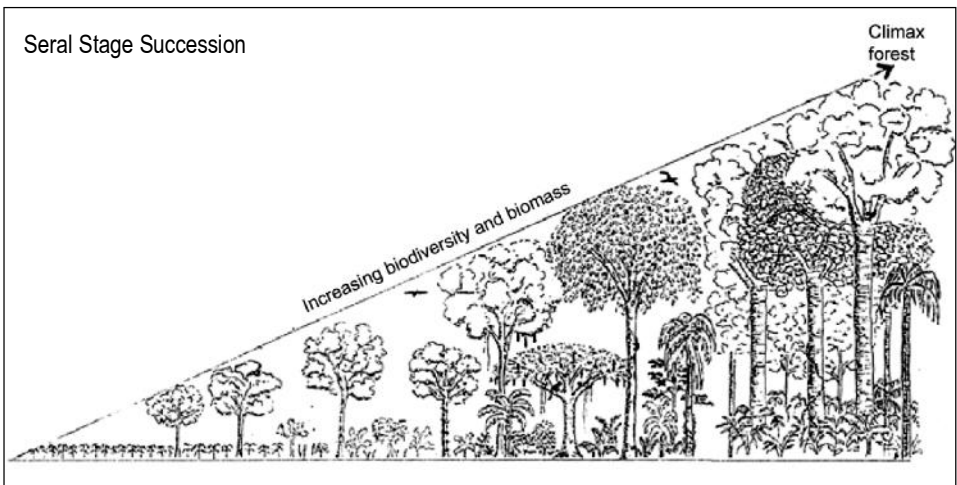 Seral Stage Succession
Climax
forest
Increasing biodiversity and biomass